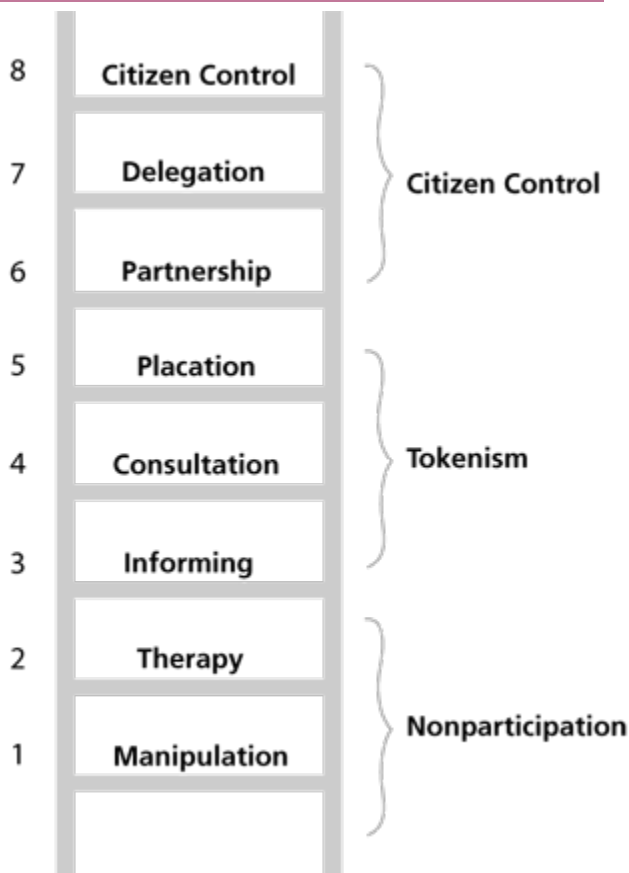 8 Citizen Control
7 Delegation
Citizen Control
6 Partnership
5 Placation
4 Consultation
Tokenism
3 Informing
2 Therapy
1 Manipulation
Nonparticipation